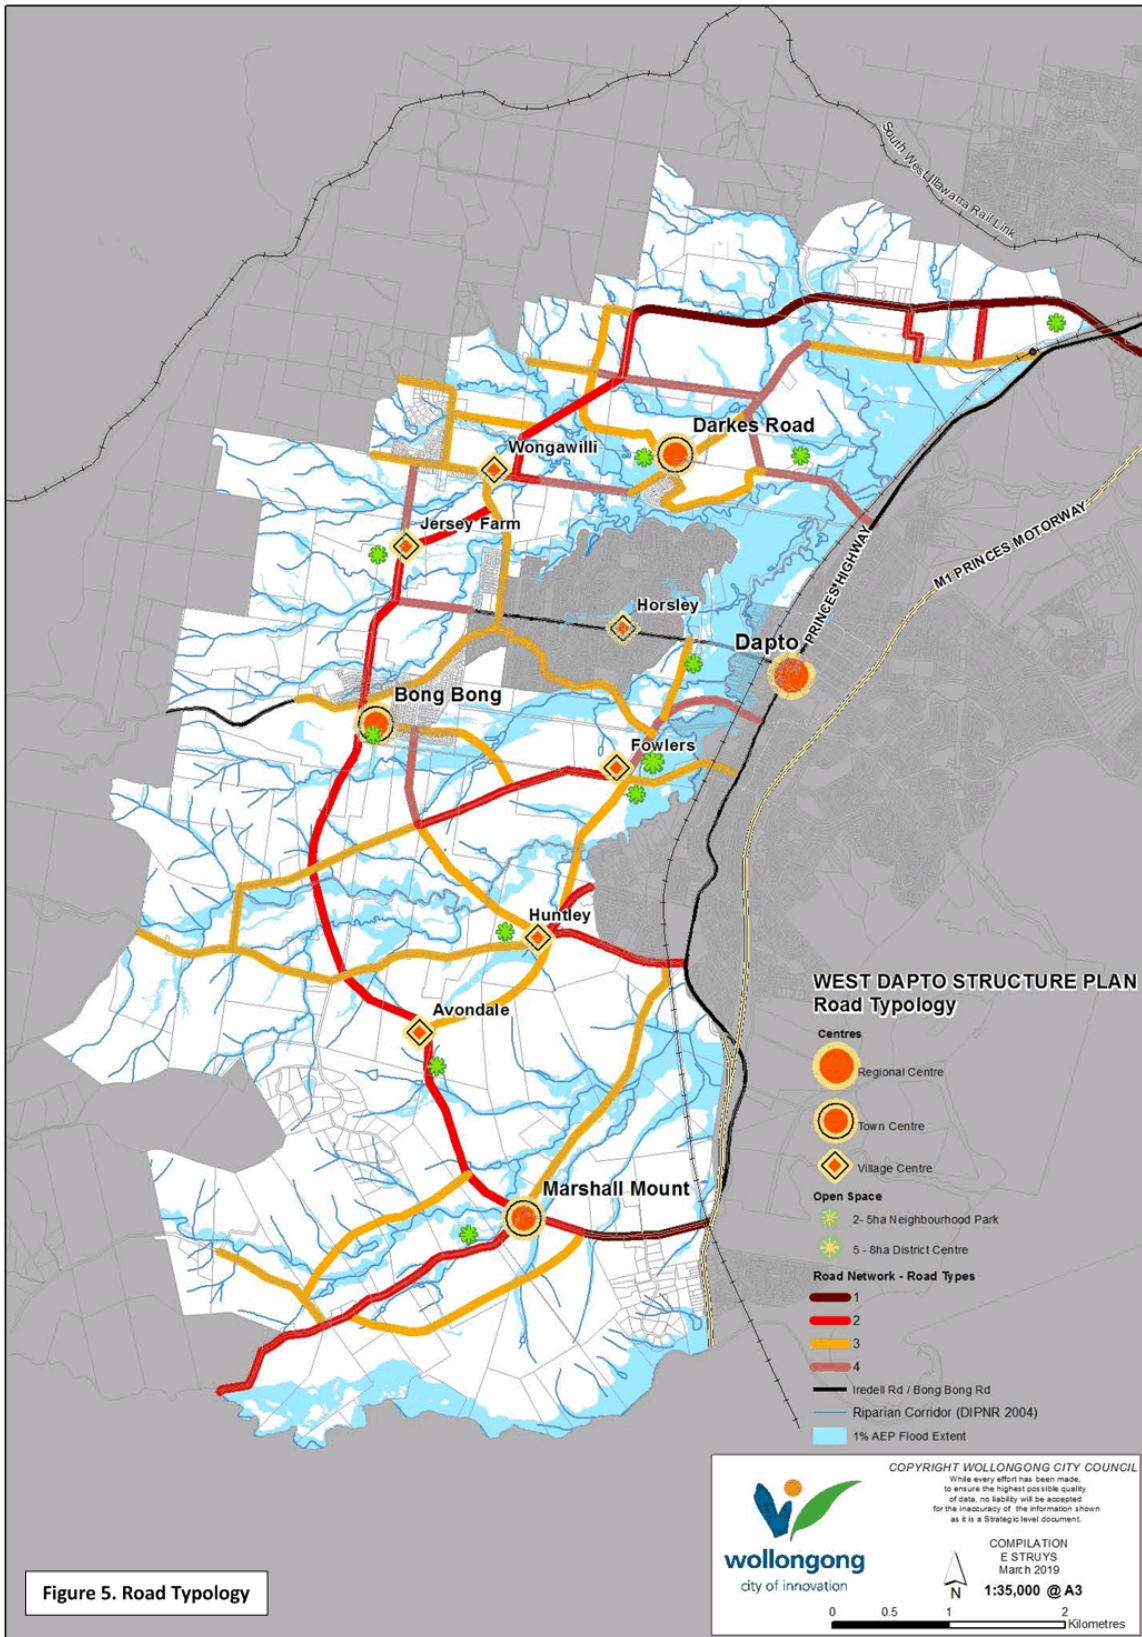 South West Illawarra Rail Link
Darkes Road
Wongawilli
Jersey Farm
M1 PRINCES MOTORWAY
PRINCES HIGHWAY
Horsley
Dapto
Bong Bong
Fowlers
Huntley
Avondale
Marshall Mount
WEST DAPTO STRUCTURE PLAN
Road Typology
Centres
Regional Centre
Town Centre
Village Centre
Open Space
2- 5ha Neighbourhood Park
5 - 8ha District Centre
Road Network - Road Types
1
2
3
4
Iredell Rd / Bong Bong Rd
Riparian Corridor (DIPNR 2004)
1% AEP Flood Extent
COPYRIGHT WOLLONGONG CITY COUNCIL
While every effort has been made,
to ensure the highest possible quality
of data, no liability will be accepted
for the inaccuracy of the information shown
as it is a Strategic level document.
wollongong
city of innovation
COMPILATION
E STRUYS
March 2019
N
1:35,000 @ A3
0 0.5 1 2
Kilometres
Figure 5. Road Typology